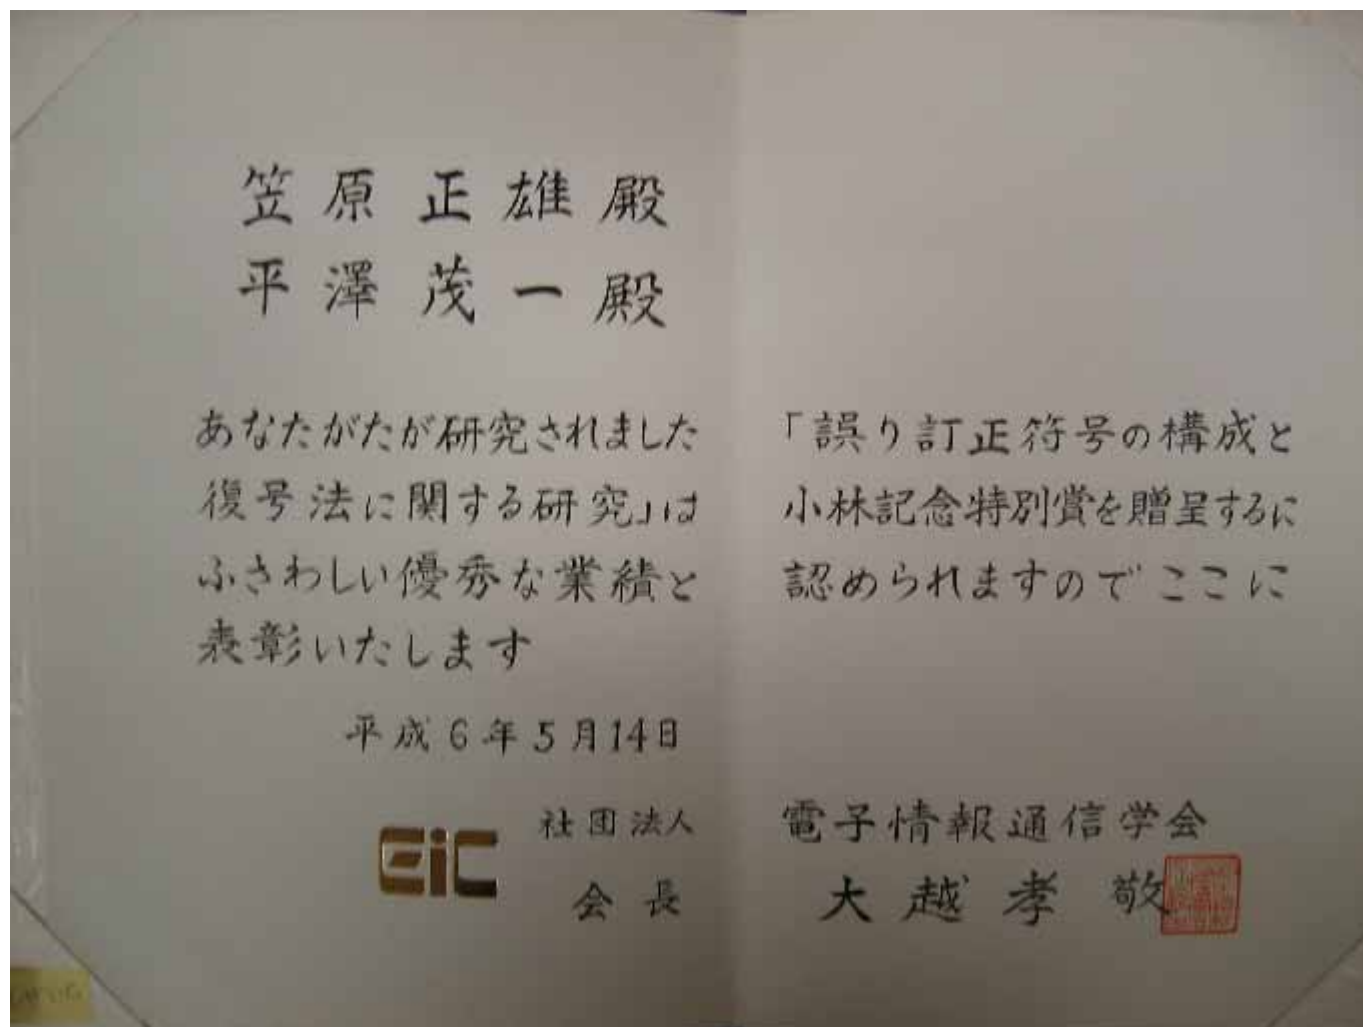 笠原正雄殿
平澤茂一殿
あなたがたが研究されました「誤り訂正符号の構成と
復号法に関する研究」は小林記念特別賞を贈呈するに
ふさわしい優秀な業績と認められますのでここに
表彰いたします
平成6年5月14日
EiC 社団法人 電子情報通信学会
会長 大越孝敬